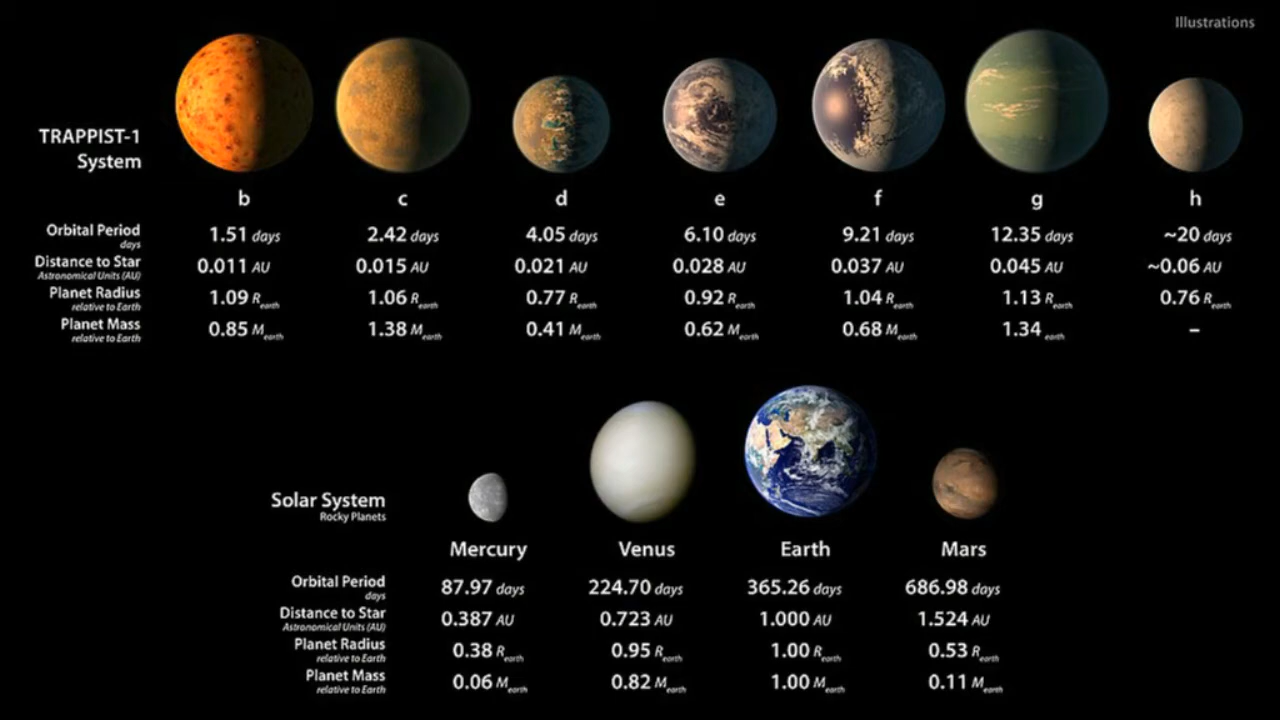 Illustrations
TRAPPIST-1
System
b c d e f g h
Orbital Period 1.51 days 2.42 days 4.05 days 6.10 days 9.21 days 12.35 days ~20 days
days
Distance to Star 0.011 AU 0.015 AU 0.021 AU 0.028 AU 0.037 AU 0.045 AU ~0.06 AU
Astronomical Units (AU)
Planet Radius 1.09 Rearth 1.06 Rearth 0.77 Rearth 0.92 Rearth 1.04 Rearth 1.13 Rearth 0.76 Rearth
relative to Earth
Planet Mass 0.85 Mearth 1.38 Mearth 0.41 Mearth 0.62 Mearth 0.68 Mearth 1.34 earth –
relative to Earth
Solar System
Rocky Planets
Mercury Venus Earth Mars
Orbital Period 87.97 days 224.70 days 365.26 days 686.98 days
days
Distance to Star 0.387 AU 0.723 AU 1.000 AU 1.524 AU
Astronomical Units (AU)
Planet Radius 0.38 Rearth 0.95 Rearth 1.00 Rearth 0.53 Rearth
relative to Earth
Planet Mass 0.06 Mearth 0.82 Mearth 1.00 Mearth 0.11 Mearth
relative to Earth